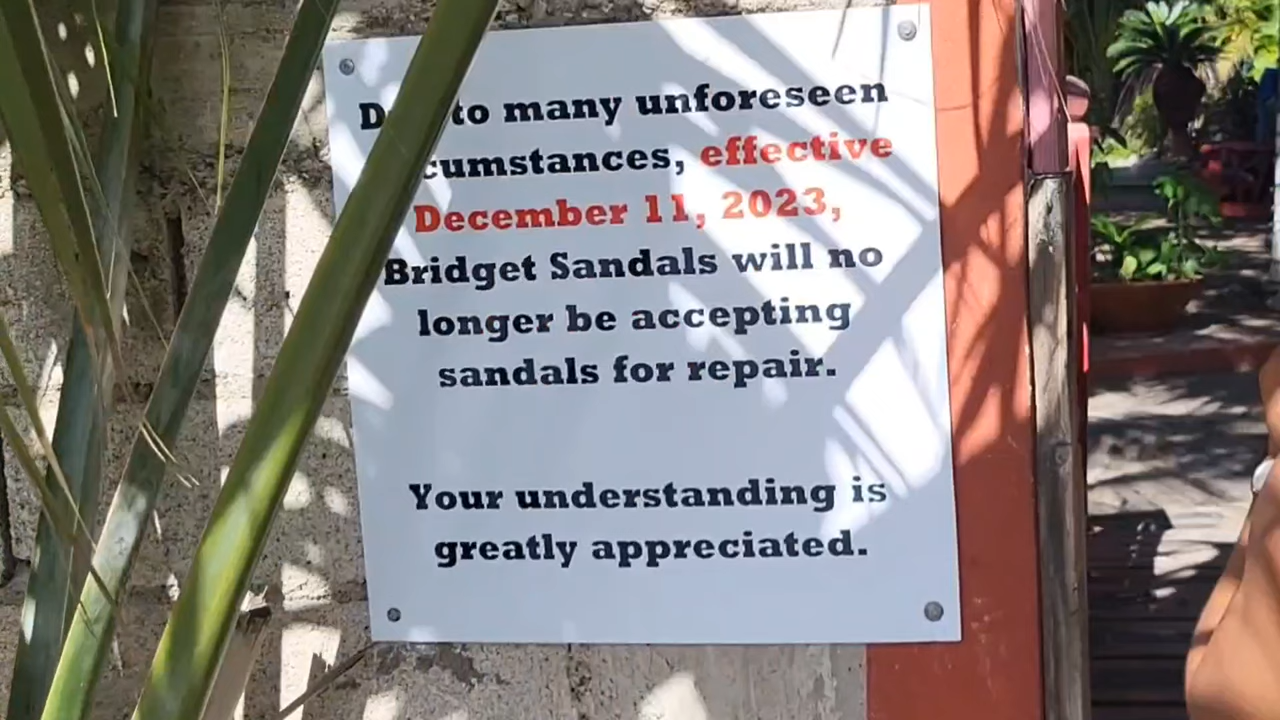 to many unforeseen
cumstances, effective
December 11, 2023,
Bridget Sandals will no
longer be accepting
sandals for repair.
Your understanding is
greatly appreciated.